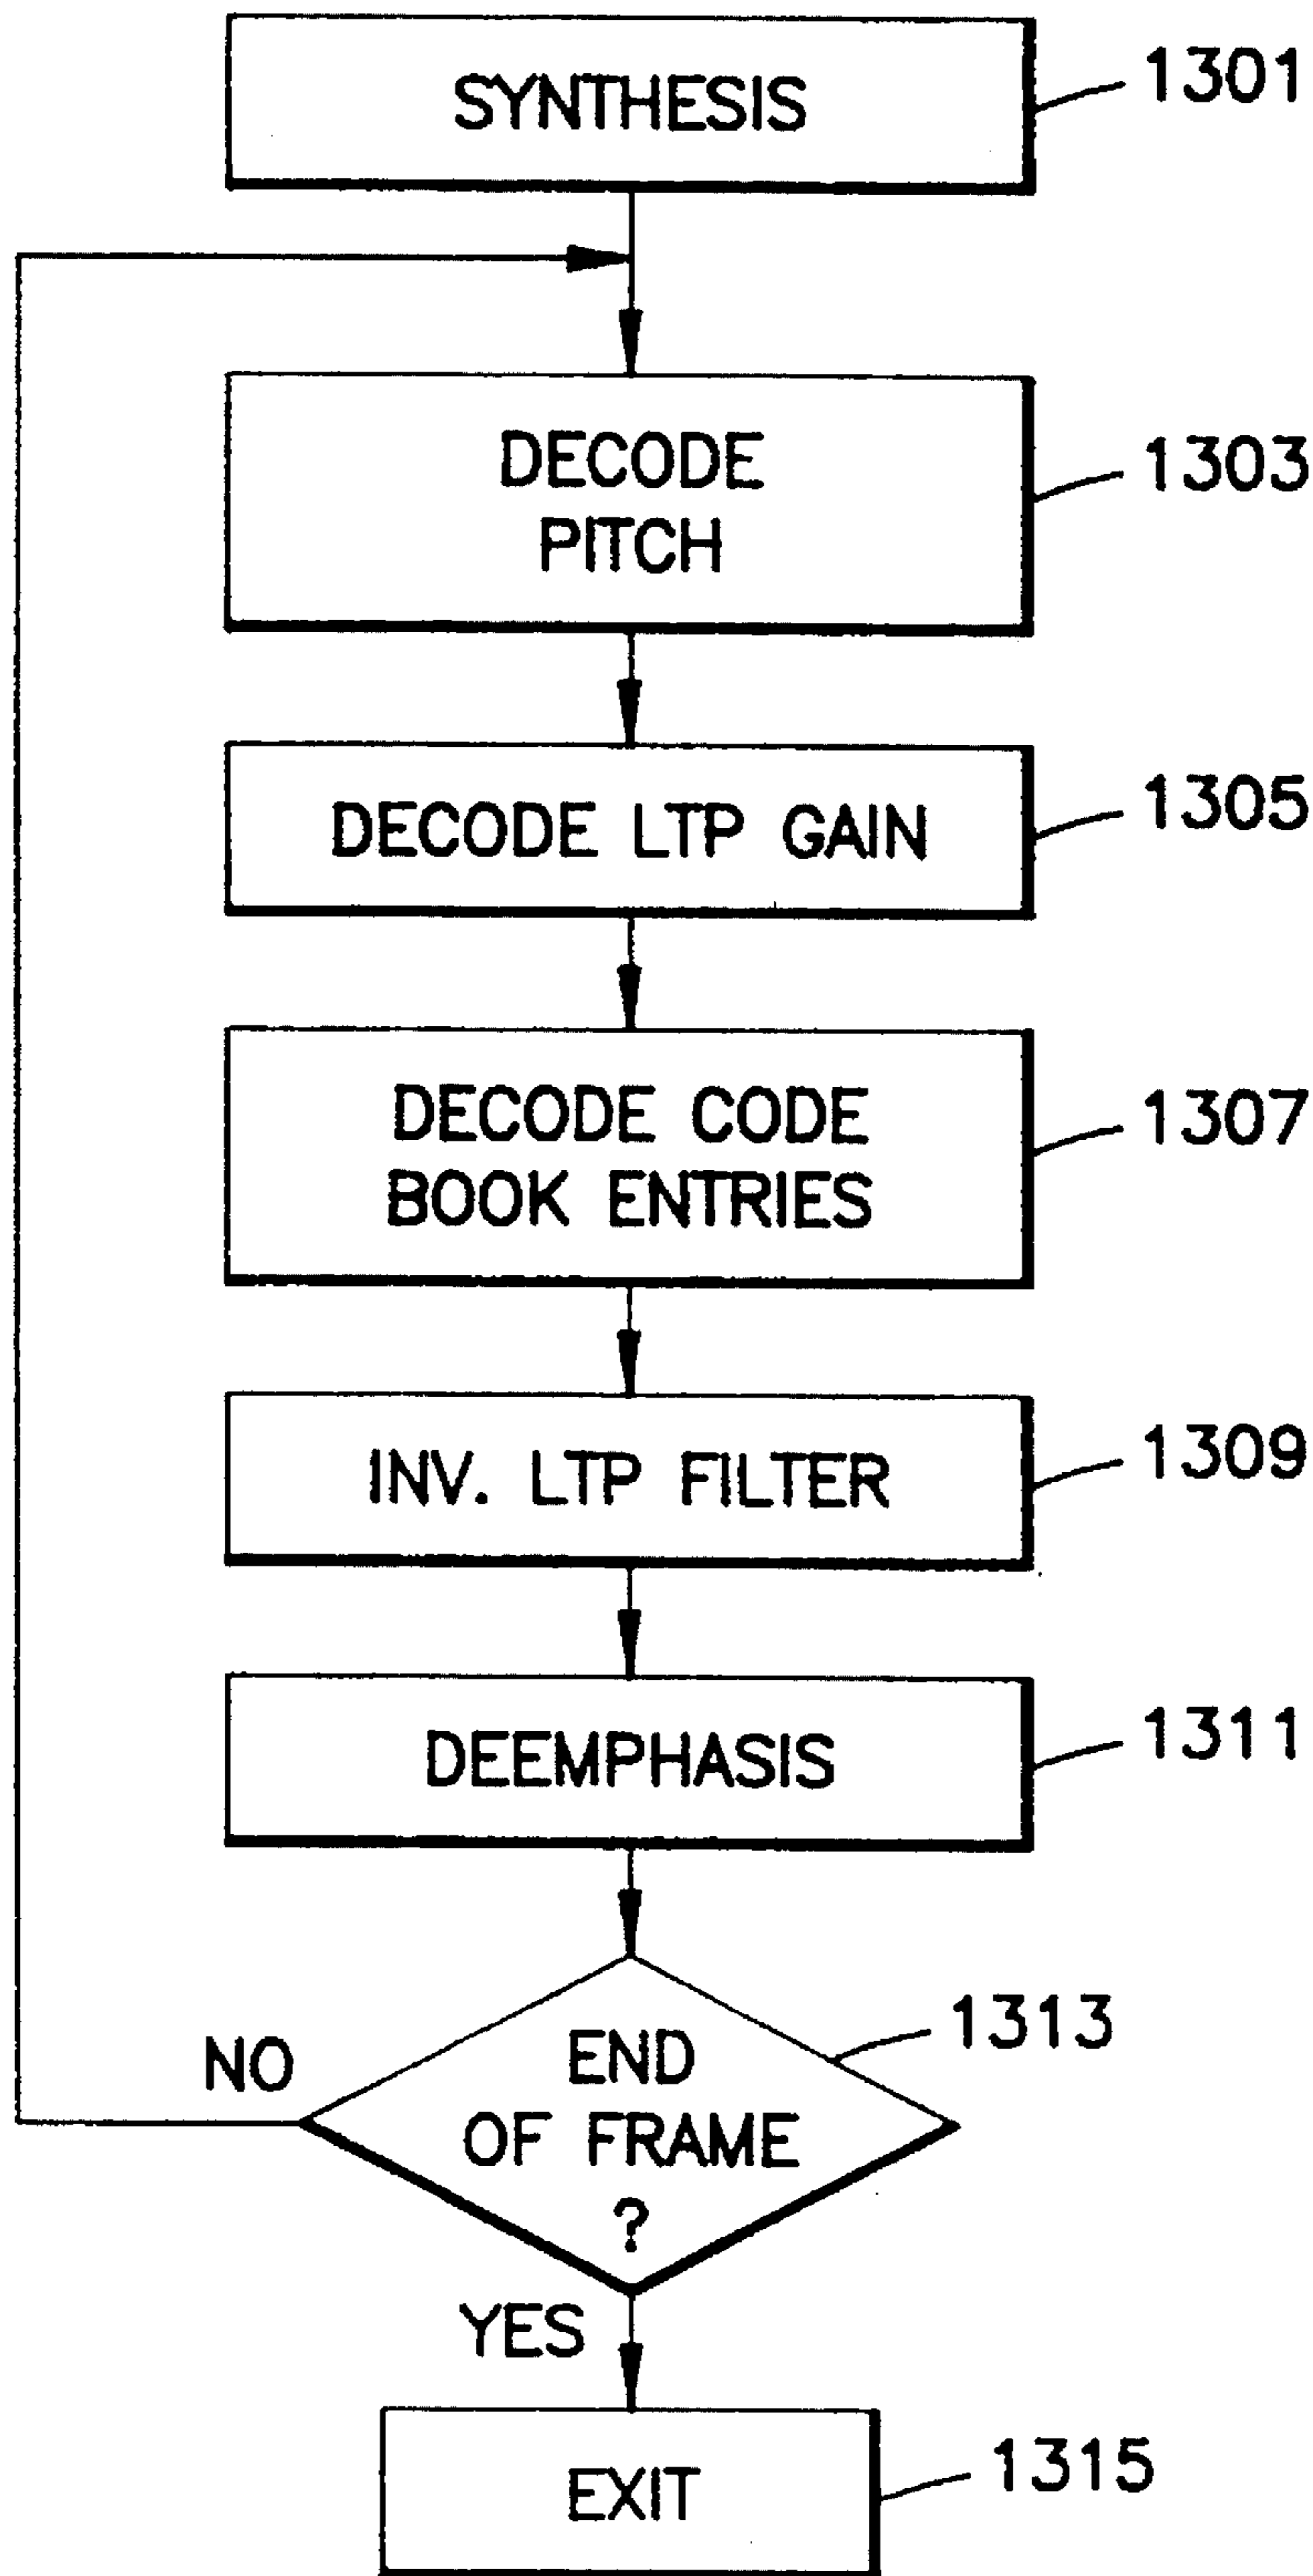 SYNTHESIS
1301
DECODE
PITCH
1303
DECODE LTP GAIN
1305
DECODE CODE
BOOK ENTRIES
1307
INV. LTP FILTER
1309
DEEMPHASIS
1311
END
OF FRAME
?
1313
NO
YES
EXIT
1315